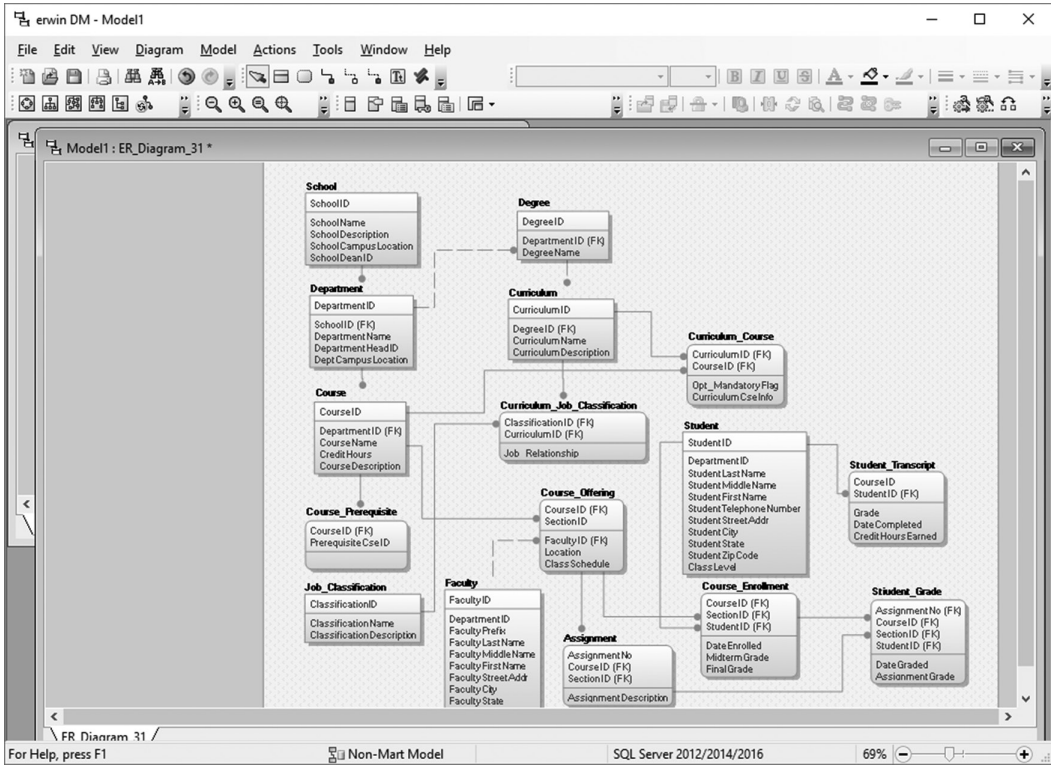 erwin DM - Model1
File Edit View Diagram Model Actions Tools Window Help
B I U S A
Model1 : ER_Diagram_31 *
School
SchoolID
SchoolName
SchoolDescription
SchoolCampusLocation
SchoolDeanID
Degree
DegreeID
DepartmentID (FK)
DegreeName
Department
DepartmentID
SchoolID (FK)
DepartmentName
DepartmentHeadID
DeptCampusLocation
Curriculum
CurriculumID
DegreeID (FK)
CurriculumName
CurriculumDescription
Curriculum_Course
CurriculumID (FK)
CourseID (FK)
Opt_MandatoryFlag
CurriculumCseInfo
Course
CourseID
DepartmentID (FK)
CourseName
CreditHours
CourseDescription
Curriculum_Job_Classification
ClassificationID (FK)
CurriculumID (FK)
Job_Relationship
Student
StudentID
DepartmentID
StudentLastName
StudentMiddleName
StudentFirstName
StudentTelephoneNumber
StudentStreetAddr
StudentCity
StudentState
StudentZipCode
ClassLevel
Student_Transcript
CourseID
StudentID (FK)
Grade
DateCompleted
CreditHoursEarned
Course_Prerequisite
CourseID (FK)
PrerequisiteCseID
Course_Offering
CourseID (FK)
SectionID
FacultyID (FK)
Location
ClassSchedule
Job_Classification
ClassificationID
ClassificationName
ClassificationDescription
Faculty
FacultyID
DepartmentID
FacultyPrefix
FacultyLastName
FacultyMiddleName
FacultyFirstName
FacultyStreetAddr
FacultyCity
FacultyState
Assignment
AssignmentNo
CourseID (FK)
SectionID (FK)
AssignmentDescription
Course_Enrollment
CourseID (FK)
SectionID (FK)
StudentID (FK)
DateEnrolled
MidtermGrade
FinalGrade
Stiudent_Grade
AssignmentNo (FK)
CourseID (FK)
SectionID (FK)
StudentID (FK)
DateGraded
AssignmentGrade
ER_Diagram_31
For Help, press F1 Non-Mart Model SQL Server 2012/2014/2016 69%